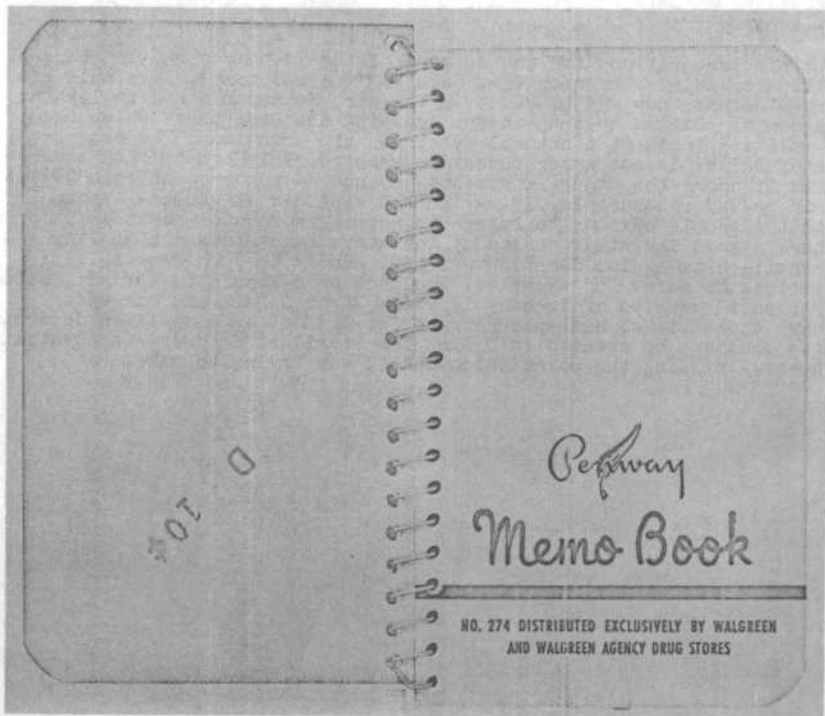 D
10¢
Penway
Memo Book
NO. 274 DISTRIBUTED EXCLUSIVELY BY WALGREEN
AND WALGREEN AGENCY DRUG STORES